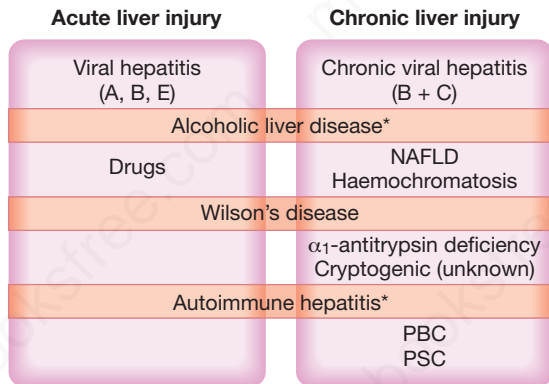 Acute liver injury
Chronic liver injury
Viral hepatitis
(A, B, E)
Chronic viral hepatitis
(B + C)
Alcoholic liver disease*
Drugs
NAFLD
Haemochromatosis
Wilson’s disease
α1-antitrypsin deficiency
Cryptogenic (unknown)
Autoimmune hepatitis*
PBC
PSC